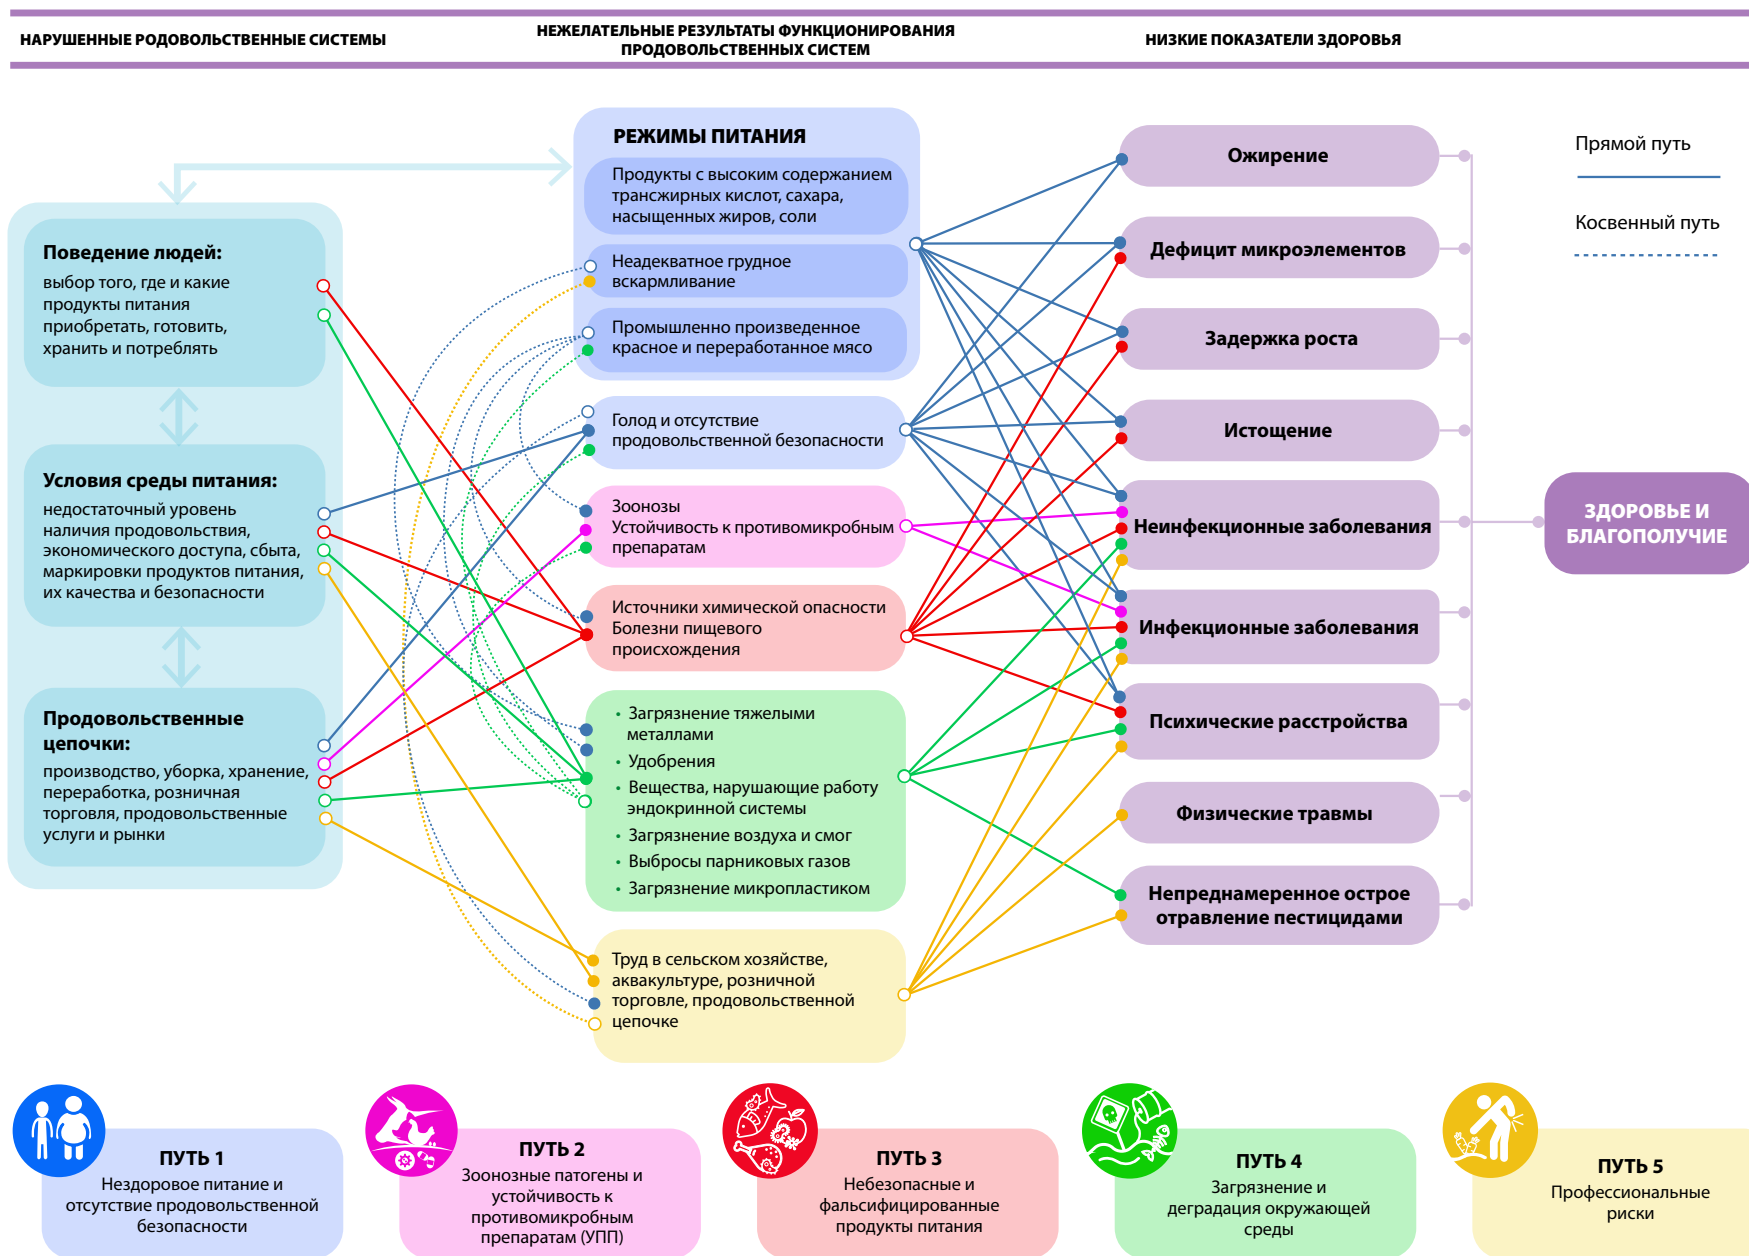 НАРУШЕННЫЕ РОДОВОЛЬСТВЕННЫЕ СИСТЕМЫ
НЕЖЕЛАТЕЛЬНЫЕ РЕЗУЛЬТАТЫ ФУНКЦИОНИРОВАНИЯ
ПРОДОВОЛЬСТВЕННЫХ СИСТЕМ
НИЗКИЕ ПОКАЗАТЕЛИ ЗДОРОВЬЯ
Поведение людей:
выбор того, где и какие
продукты питания
приобретать, готовить,
хранить и потреблять
Условия среды питания:
недостаточный уровень
наличия продовольствия,
экономического доступа, сбыта,
маркировки продуктов питания,
их качества и безопасности
Продовольственные
цепочки:
производство, уборка, хранение,
переработка, розничная
торговля, продовольственные
услуги и рынки
РЕЖИМЫ ПИТАНИЯ
Продукты с высоким содержанием
трансжирных кислот, сахара,
насыщенных жиров, соли
Неадекватное грудное
вскармливание
Промышленно произведенное
красное и переработанное мясо
Голод и отсутствие
продовольственной безопасности
Зоонозы
Устойчивость к противомикробным
препаратам
Источники химической опасности
Болезни пищевого
происхождения
• Загрязнение тяжелыми
металлами
• Удобрения
• Вещества, нарушающие работу
эндокринной системы
• Загрязнение воздуха и смог
• Выбросы парниковых газов
• Загрязнение микропластиком
Труд в сельском хозяйстве,
аквакультуре, розничной
торговле, продовольственной
цепочке
Ожирение
Дефицит микроэлементов
Задержка роста
Истощение
Неинфекционные заболевания
Инфекционные заболевания
Психические расстройства
Физические травмы
Непреднамеренное острое
отравление пестицидами
Прямой путь
Косвенный путь
ЗДОРОВЬЕ И
БЛАГОПОЛУЧИЕ
ПУТЬ 1
Нездоровое питание и
отсутствие продовольственной
безопасности
ПУТЬ 2
Зоонозные патогены и
устойчивость к
противомикробным
препаратам (УПП)
ПУТЬ 3
Небезопасные и
фальсифицированные
продукты питания
ПУТЬ 4
Загрязнение и
деградация окружающей
среды
ПУТЬ 5
Профессиональные
риски